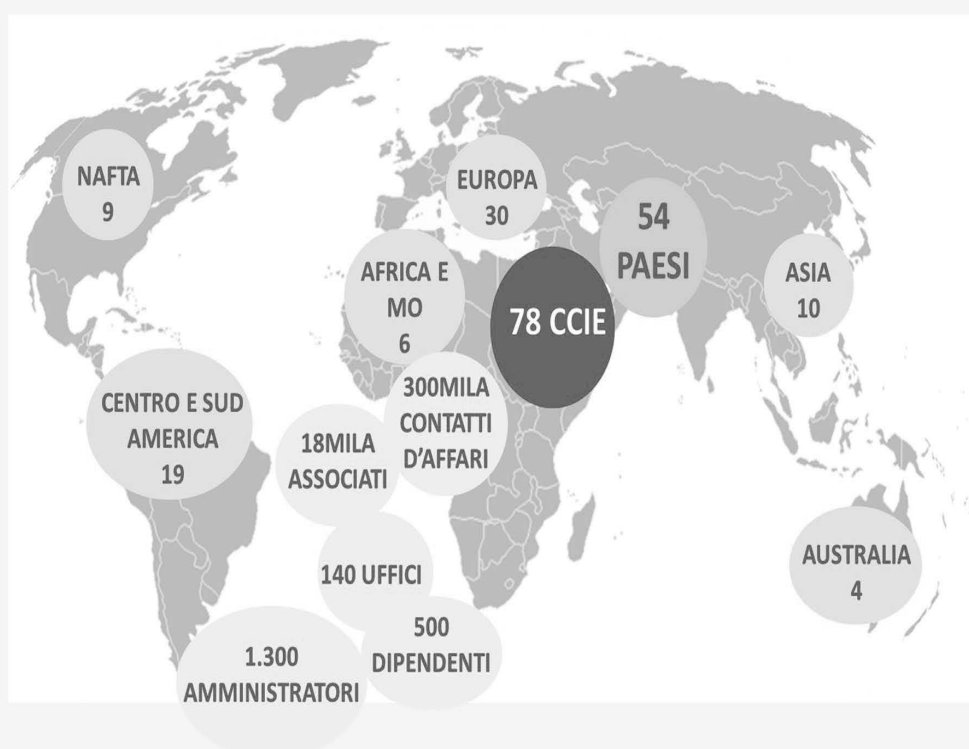 NAFTA
9
EUROPA
30
54
PAESI
AFRICA E
MO
6
78 CCIE
ASIA
10
CENTRO E SUD
AMERICA
19
300MILA
CONTATTI
D'AFFARI
18MILA
ASSOCIATI
AUSTRALIA
4
140 UFFICI
500
DIPENDENTI
1.300
AMMINISTRATORI